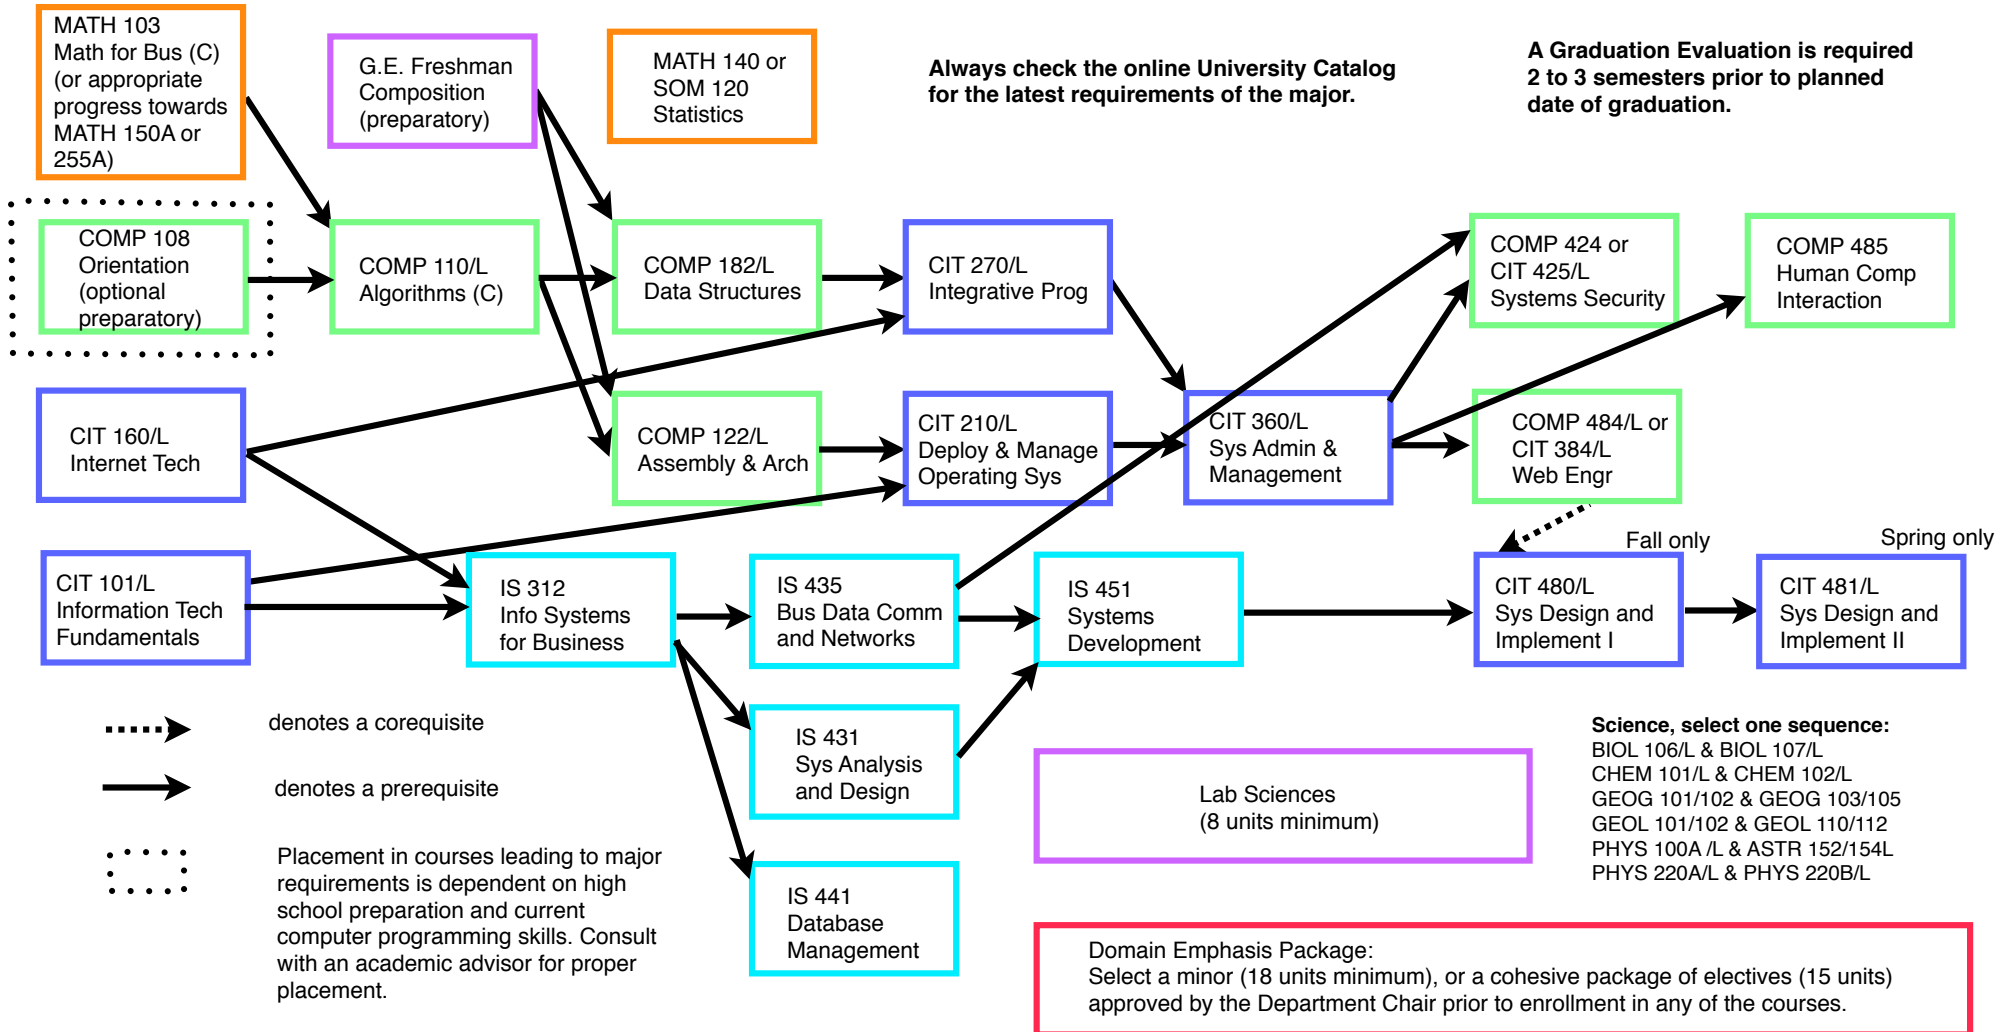 MATH 103
Math for Bus (C)
(or appropriate
progress towards
MATH 150A or
255A)
G.E. Freshman
Composition
(preparatory)
MATH 140 or
SOM 120
Statistics
Always check the online University Catalog
for the latest requirements of the major.
A Graduation Evaluation is required
2 to 3 semesters prior to planned
date of graduation.
COMP 108
Orientation
(optional
preparatory)
COMP 110/L
Algorithms (C)
COMP 182/L
Data Structures
CIT 270/L
Integrative Prog
COMP 424 or
CIT 425/L
Systems Security
COMP 485
Human Comp
Interaction
CIT 160/L
Internet Tech
COMP 122/L
Assembly & Arch
CIT 210/L
Deploy & Manage
Operating Sys
CIT 360/L
Sys Admin &
Management
COMP 484/L or
CIT 384/L
Web Engr
Fall only
Spring only
CIT 101/L
Information Tech
Fundamentals
IS 312
Info Systems
for Business
IS 435
Bus Data Comm
and Networks
IS 451
Systems
Development
CIT 480/L
Sys Design and
Implement I
CIT 481/L
Sys Design and
Implement II
denotes a corequisite
denotes a prerequisite
Placement in courses leading to major
requirements is dependent on high
school preparation and current
computer programming skills. Consult
with an academic advisor for proper
placement.
IS 431
Sys Analysis
and Design
IS 441
Database
Management
Lab Sciences
(8 units minimum)
Science, select one sequence:
BIOL 106/L & BIOL 107/L
CHEM 101/L & CHEM 102/L
GEOG 101/102 & GEOG 103/105
GEOL 101/102 & GEOL 110/112
PHYS 100A /L & ASTR 152/154L
PHYS 220A/L & PHYS 220B/L
Domain Emphasis Package:
Select a minor (18 units minimum), or a cohesive package of electives (15 units)
approved by the Department Chair prior to enrollment in any of the courses.